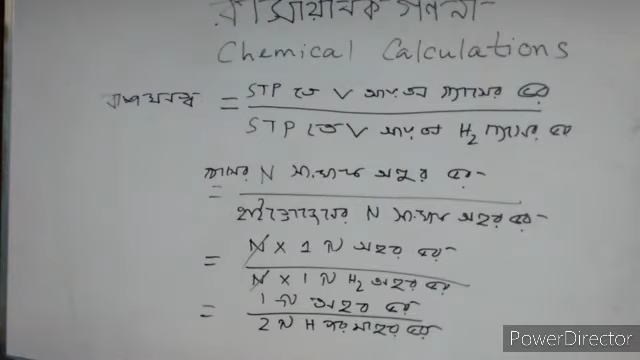 রাসায়নিক গণনা
Chemical Calculations
বাষ্পঘনত্ব = STP তে V আয়তন গ্যাসের ভর
STP তে V আয়তন H₂ গ্যাসের ভর
= গ্যাসের N সংখ্যক অণুর ভর
হাইড্রোজেনের N সংখ্যক অণুর ভর
= N × 1 টি অণুর ভর
N × 1 টি H₂ অণুর ভর
= 1 টি অণুর ভর
2 টি H পরমাণুর ভর
PowerDirector